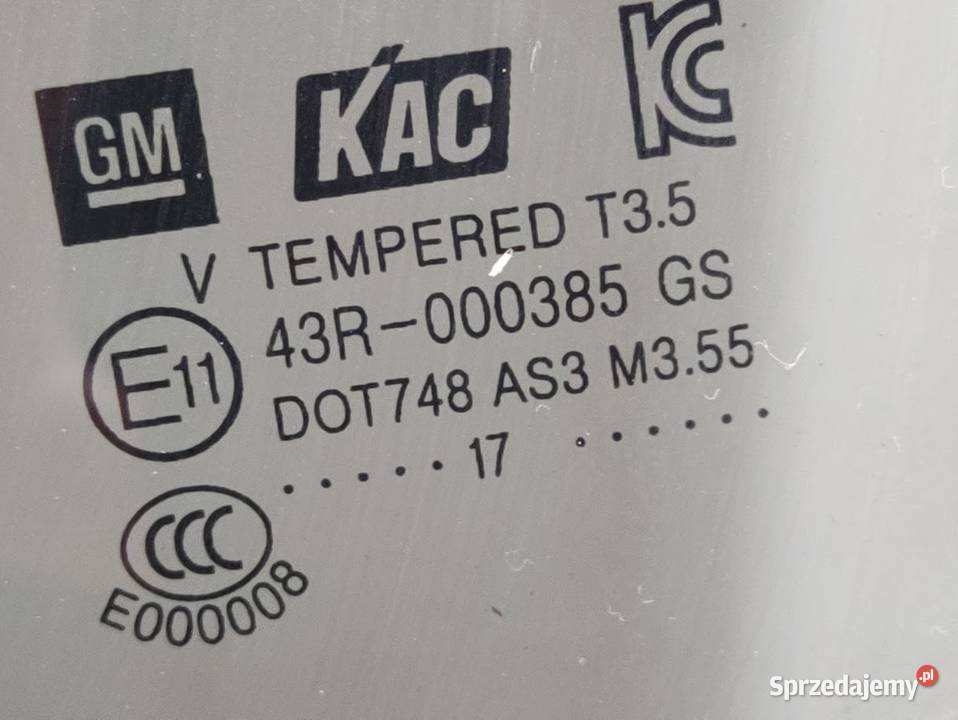 GM KAC KC
V TEMPERED T3.5
E11 43R-000385 GS
DOT748 AS3 M3.55
.....17 ......
CCC
E000008
Sprzedajemy.pl